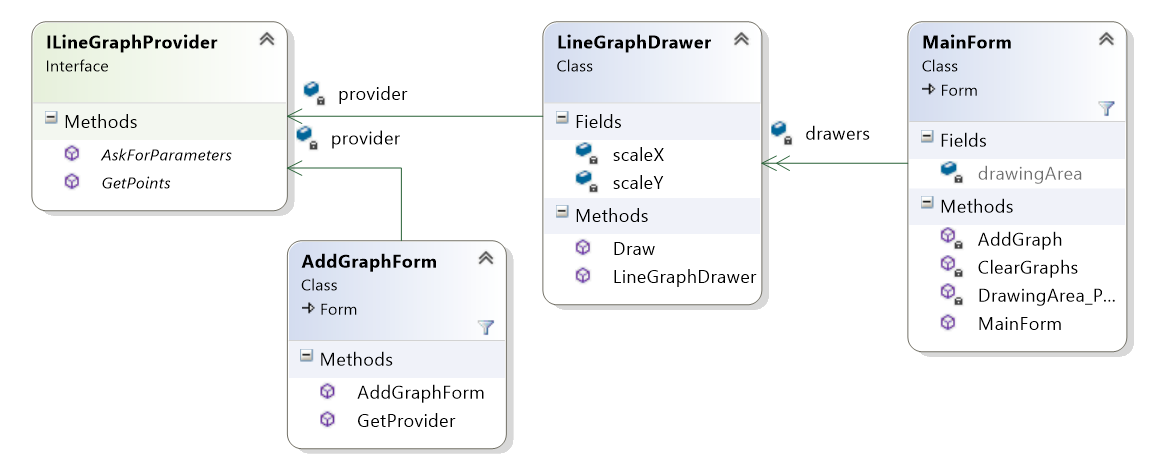 ILineGraphProvider
Interface
Methods
AskForParameters
GetPoints
provider
provider
AddGraphForm
Class
Form
Methods
AddGraphForm
GetProvider
LineGraphDrawer
Class
Fields
scaleX
scaleY
Methods
Draw
LineGraphDrawer
drawers
MainForm
Class
Form
Fields
drawingArea
Methods
AddGraph
ClearGraphs
DrawingArea_P...
MainForm